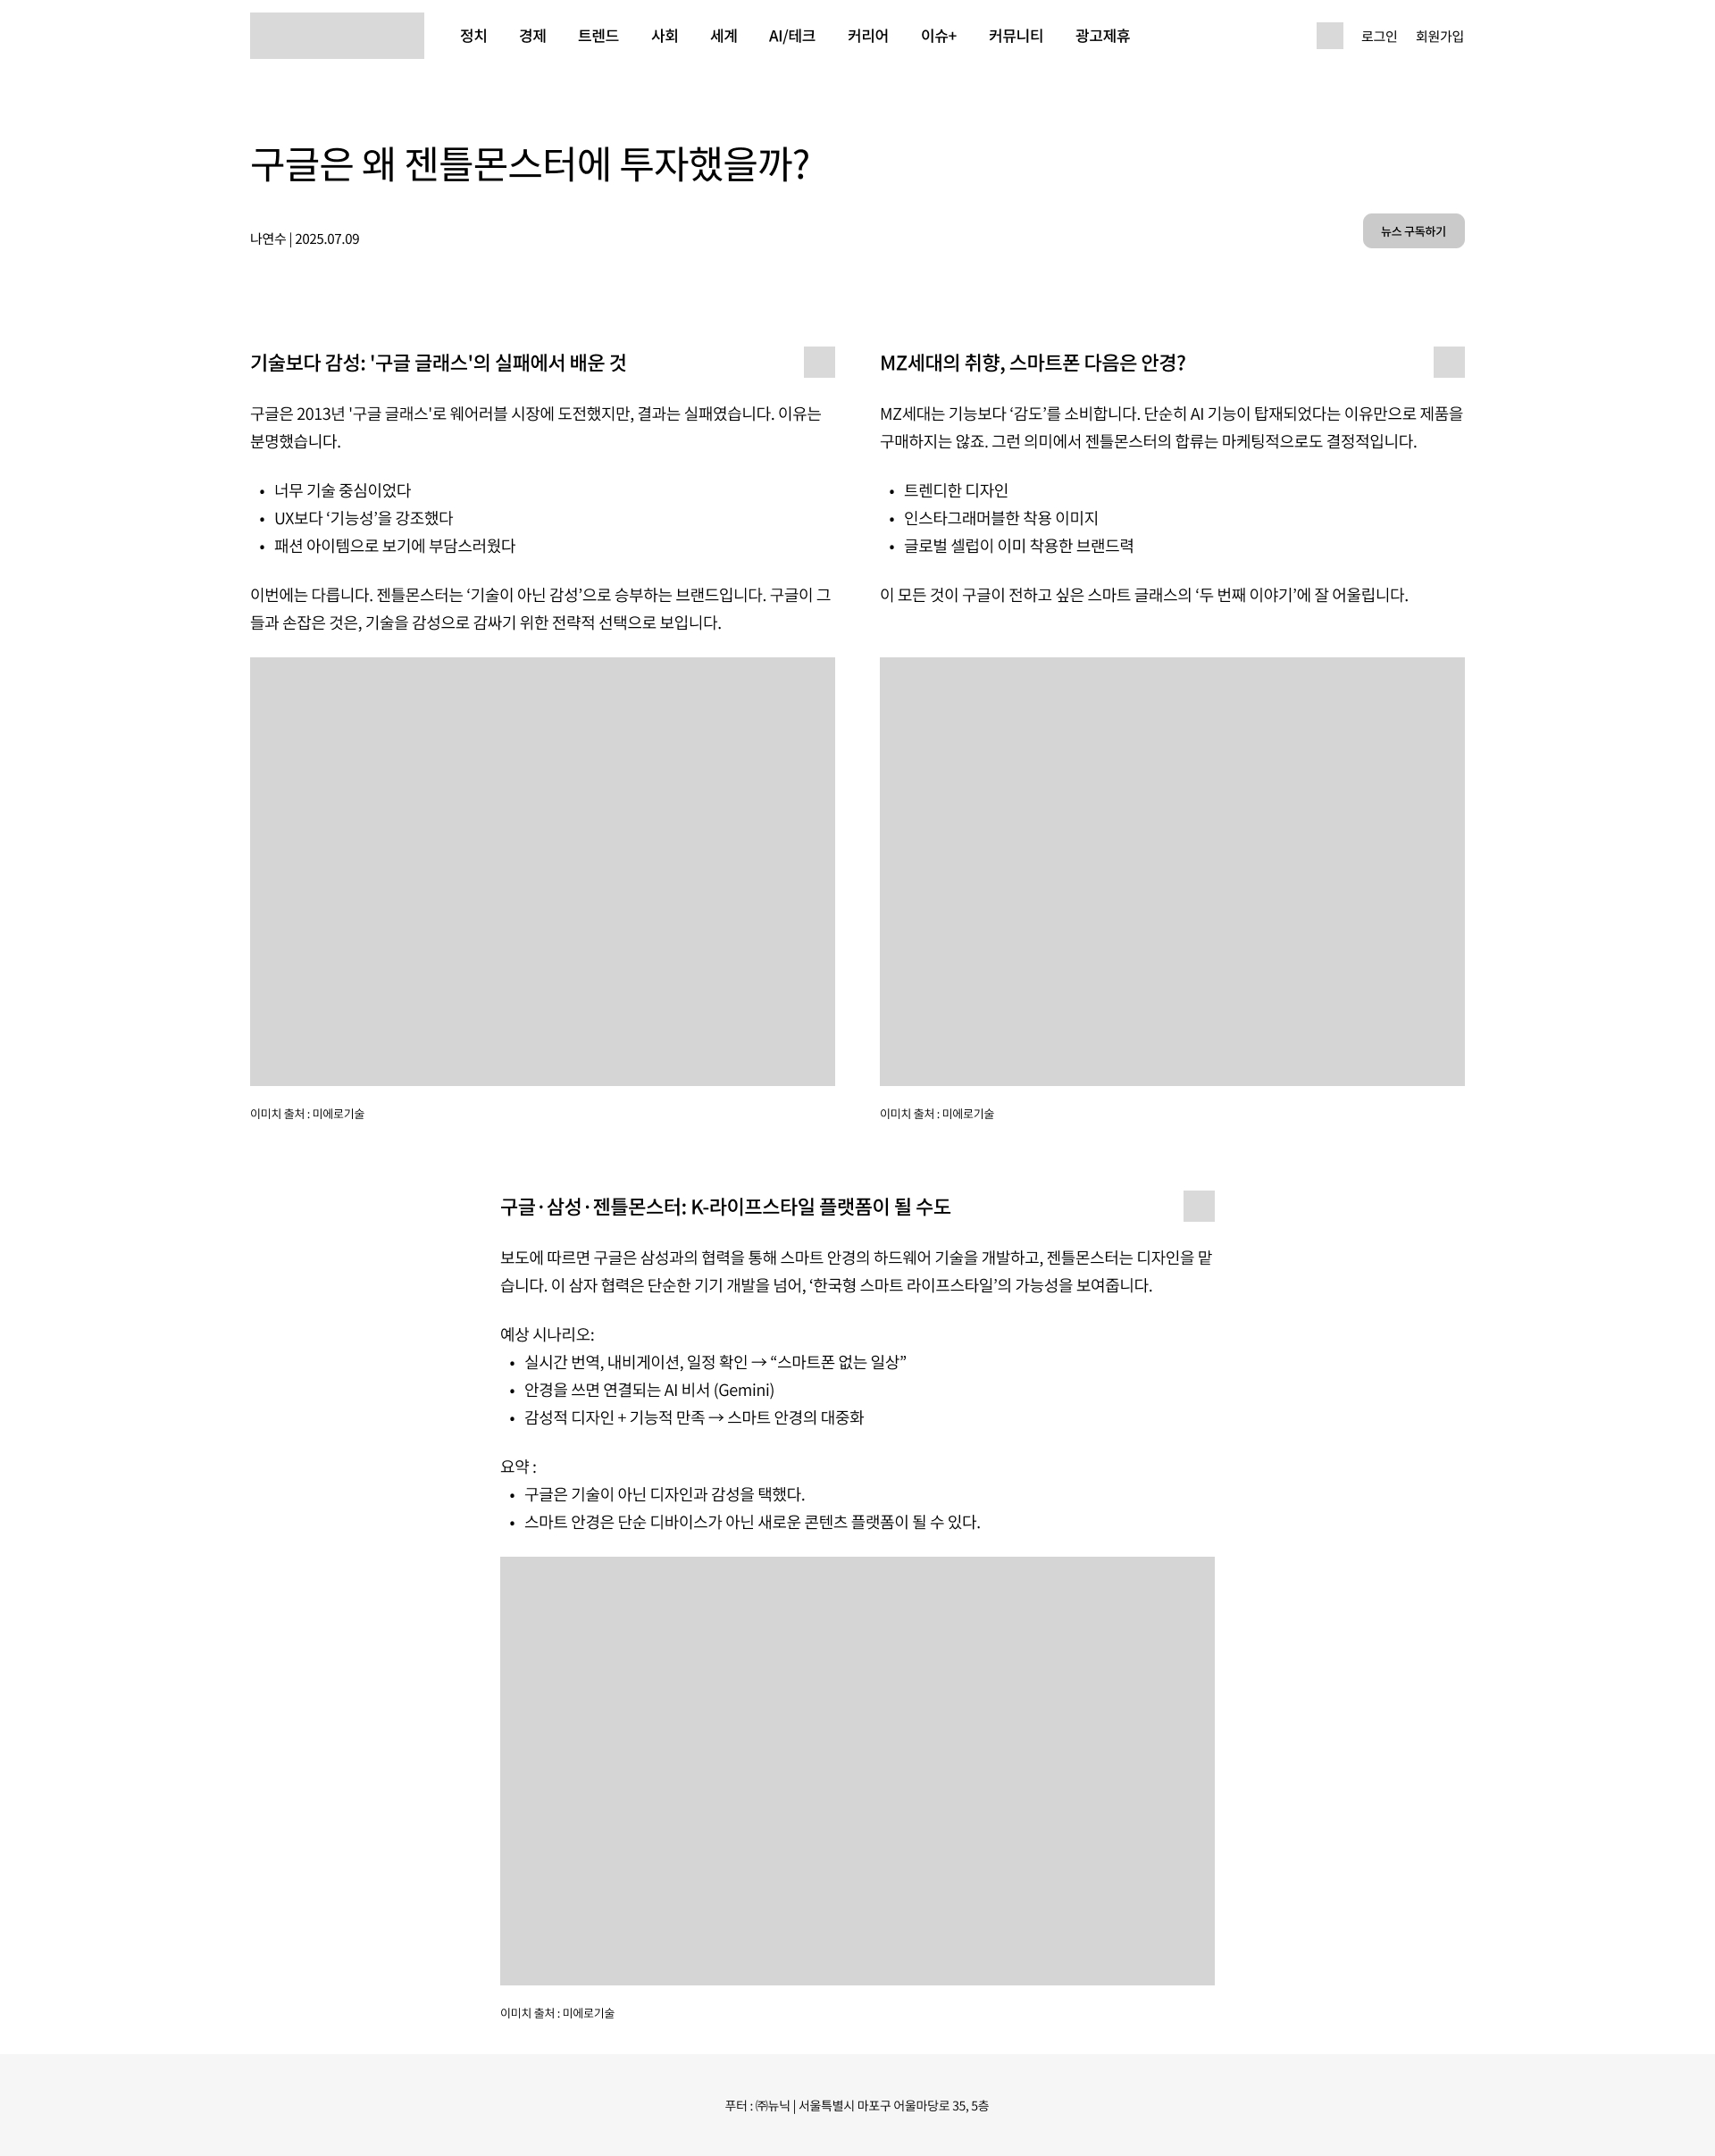 정치 경제 트렌드 사회 세계 AI/테크 커리어 이슈+ 커뮤니티 광고제휴 로그인 회원가입
구글은 왜 젠틀몬스터에 투자했을까?
나연수 | 2025.07.09
뉴스 구독하기
기술보다 감성: '구글 글래스'의 실패에서 배운 것
구글은 2013년 '구글 글래스'로 웨어러블 시장에 도전했지만, 결과는 실패였습니다. 이유는
분명했습니다.
• 너무 기술 중심이었다
• UX보다 ‘기능성’을 강조했다
• 패션 아이템으로 보기에 부담스러웠다
이번에는 다릅니다. 젠틀몬스터는 ‘기술이 아닌 감성’으로 승부하는 브랜드입니다. 구글이 그
들과 손잡은 것은, 기술을 감성으로 감싸기 위한 전략적 선택으로 보입니다.
이미치 출처 : 미에로기술
MZ세대의 취향, 스마트폰 다음은 안경?
MZ세대는 기능보다 ‘감도’를 소비합니다. 단순히 AI 기능이 탑재되었다는 이유만으로 제품을
구매하지는 않죠. 그런 의미에서 젠틀몬스터의 합류는 마케팅적으로도 결정적입니다.
• 트렌디한 디자인
• 인스타그래머블한 착용 이미지
• 글로벌 셀럽이 이미 착용한 브랜드력
이 모든 것이 구글이 전하고 싶은 스마트 글래스의 ‘두 번째 이야기’에 잘 어울립니다.
이미치 출처 : 미에로기술
구글·삼성·젠틀몬스터: K-라이프스타일 플랫폼이 될 수도
보도에 따르면 구글은 삼성과의 협력을 통해 스마트 안경의 하드웨어 기술을 개발하고, 젠틀몬스터는 디자인을 맡
습니다. 이 삼자 협력은 단순한 기기 개발을 넘어, ‘한국형 스마트 라이프스타일’의 가능성을 보여줍니다.
예상 시나리오:
• 실시간 번역, 내비게이션, 일정 확인 → “스마트폰 없는 일상”
• 안경을 쓰면 연결되는 AI 비서 (Gemini)
• 감성적 디자인 + 기능적 만족 → 스마트 안경의 대중화
요약 :
• 구글은 기술이 아닌 디자인과 감성을 택했다.
• 스마트 안경은 단순 디바이스가 아닌 새로운 콘텐츠 플랫폼이 될 수 있다.
이미치 출처 : 미에로기술
푸터 : ㈜뉴닉 | 서울특별시 마포구 어울마당로 35, 5층